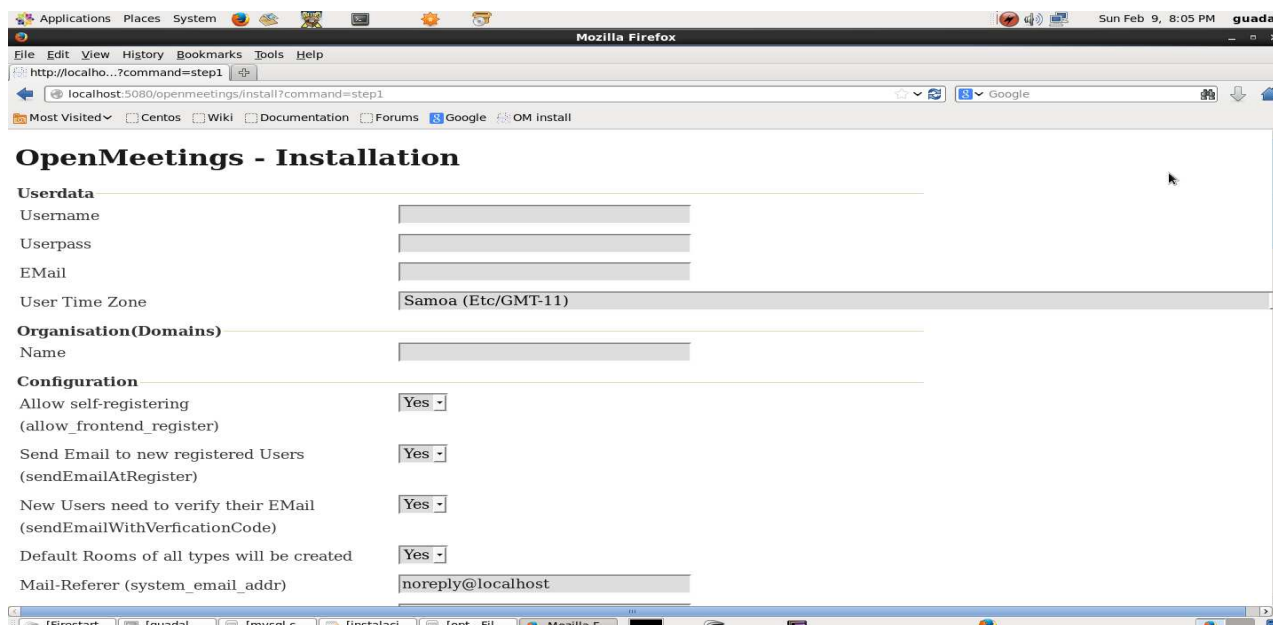 Applications Places System Sun Feb 9, 8:05 PM guada
Mozilla Firefox
File Edit View History Bookmarks Tools Help
http://localho...?command=step1
localhost:5080/openmeetings/install?command=step1 Google
Most Visited Centos Wiki Documentation Forums Google OM install
OpenMeetings - Installation
Userdata
Username
Userpass
EMail
User Time Zone Samoa (Etc/GMT-11)
Organisation(Domains)
Name
Configuration
Allow self-registering Yes
(allow_frontend_register)
Send Email to new registered Users Yes
(sendEmailAtRegister)
New Users need to verify their EMail Yes
(sendEmailWithVerficationCode)
Default Rooms of all types will be created Yes
Mail-Referer (system_email_addr) noreply@localhost